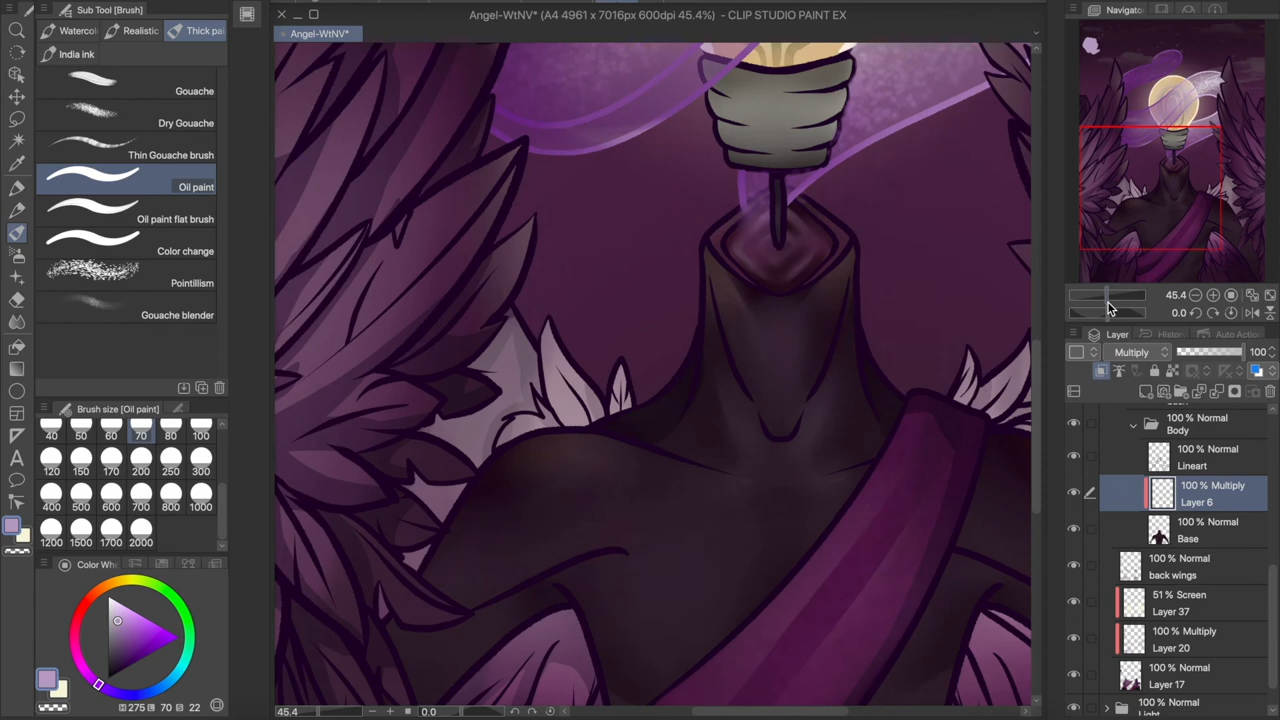 Sub Tool [Brush]
Waterco
Realistic
Thick pai
India ink
Gouache
Dry Gouache
Thin Gouache brush
Oil paint
Oil paint flat brush
Color change
Pointillism
Gouache blender
Brush size [Oil paint]
40 50 60 70 80 100
120 150 170 200 250 300
400 500 600 700 800 1000
1200 1500 1700 2000
Color Whe
H 275 L 70 S 22
Angel-WtNV* (A4 4961 x 7016px 600dpi 45.4%) - CLIP STUDIO PAINT EX
Angel-WtNV*
45.4
0.0
Navigator
45.4
0.0
Layer
Histor
Auto Action
Multiply
100
100 % Normal
Body
100 % Normal
Lineart
100 % Multiply
Layer 6
100 % Normal
Base
100 % Normal
back wings
51 % Screen
Layer 37
100 % Multiply
Layer 20
100 % Normal
Layer 17
100 % Normal
Light